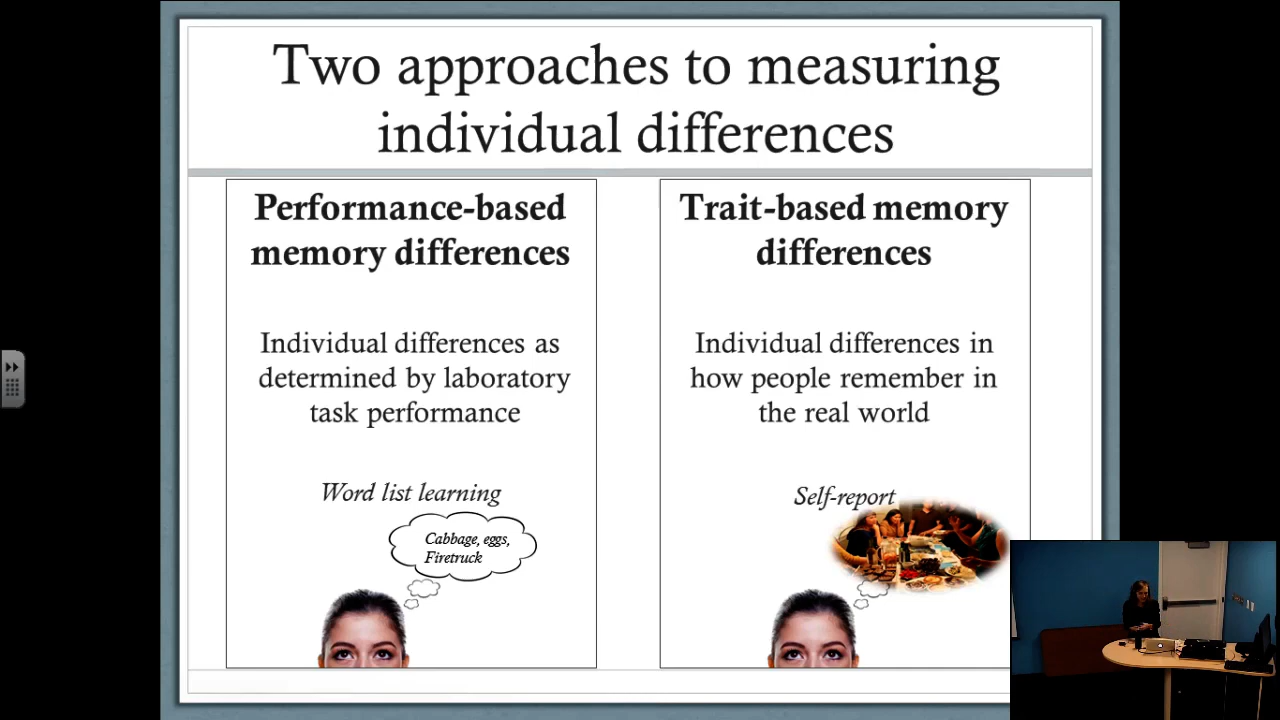 Two approaches to measuring
individual differences
Performance-based
memory differences
Individual differences as
determined by laboratory
task performance
Word list learning
Cabbage, eggs,
Firetruck
Trait-based memory
differences
Individual differences in
how people remember in
the real world
Self-report